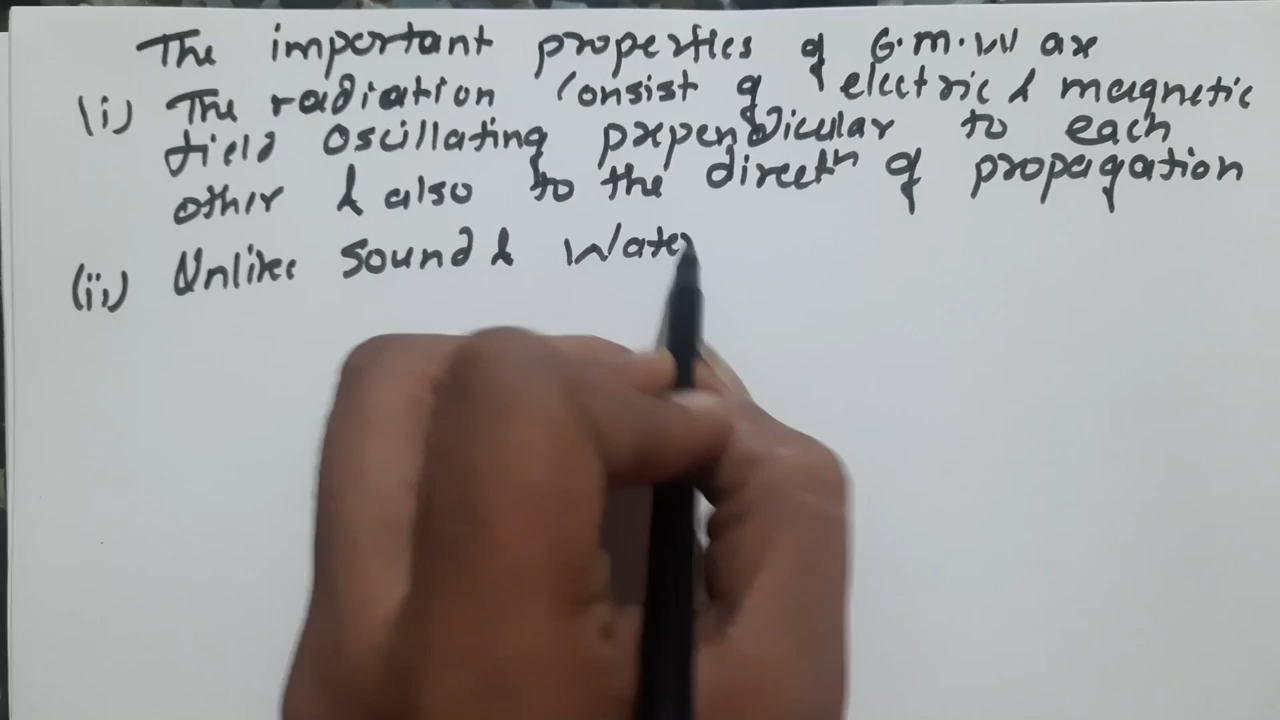 The important properties of E.M.W are
(i) The radiation Consist of electric & magnetic
field oscillating perpendicular to each
other & also to the directn of propagation
(ii) Unlike sound & Water